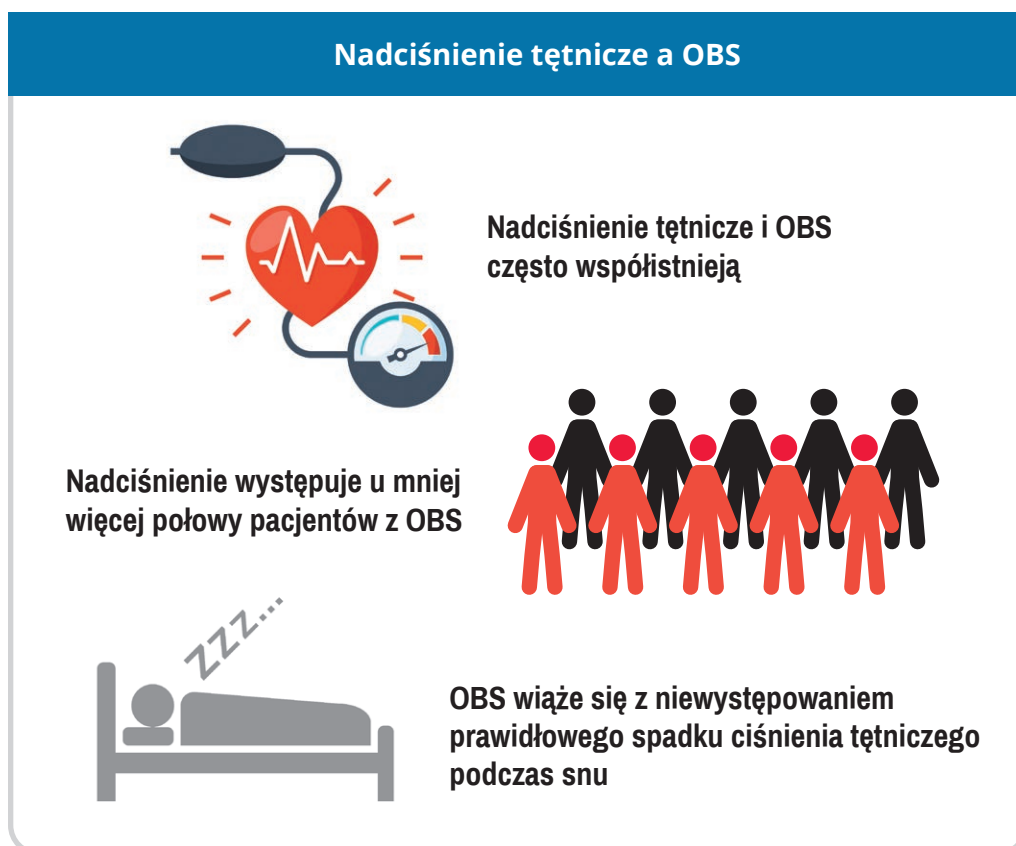 Nadciśnienie tętnicze a OBS
Nadciśnienie tętnicze i OBS
często współistnieją
Nadciśnienie występuje u mniej
więcej połowy pacjentów z OBS
ZZZ...
OBS wiąże się z niewystępowaniem
prawidłowego spadku ciśnienia tętniczego
podczas snu